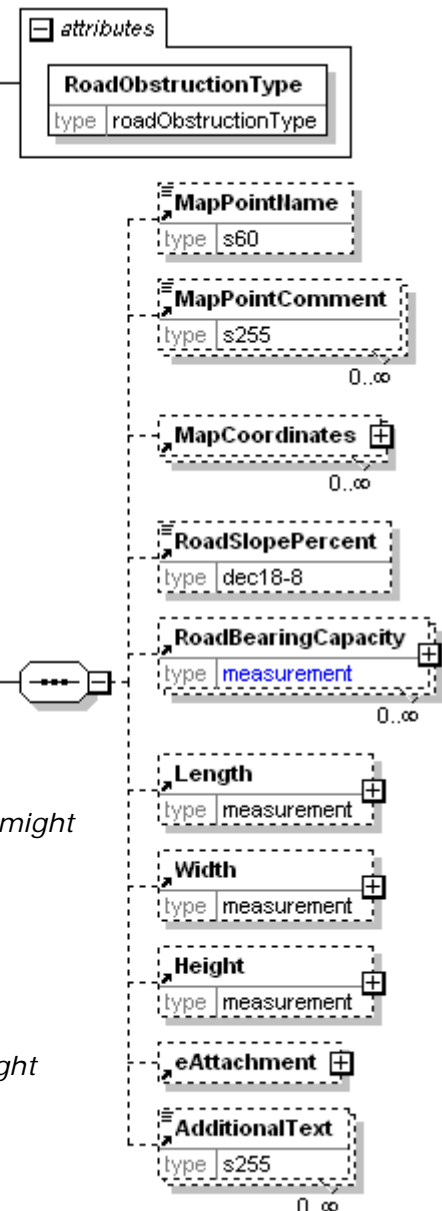 attributes
RoadObstructionType
type roadObstructionType
MapPointName
type s60
MapPointComment
type s255
0..∞
MapCoordinates
0..∞
RoadSlopePercent
type dec18-8
RoadBearingCapacity
type measurement
0..∞
Length
type measurement
might
Width
type measurement
Height
type measurement
eAttachment
ght
AdditionalText
type s255
0..∞